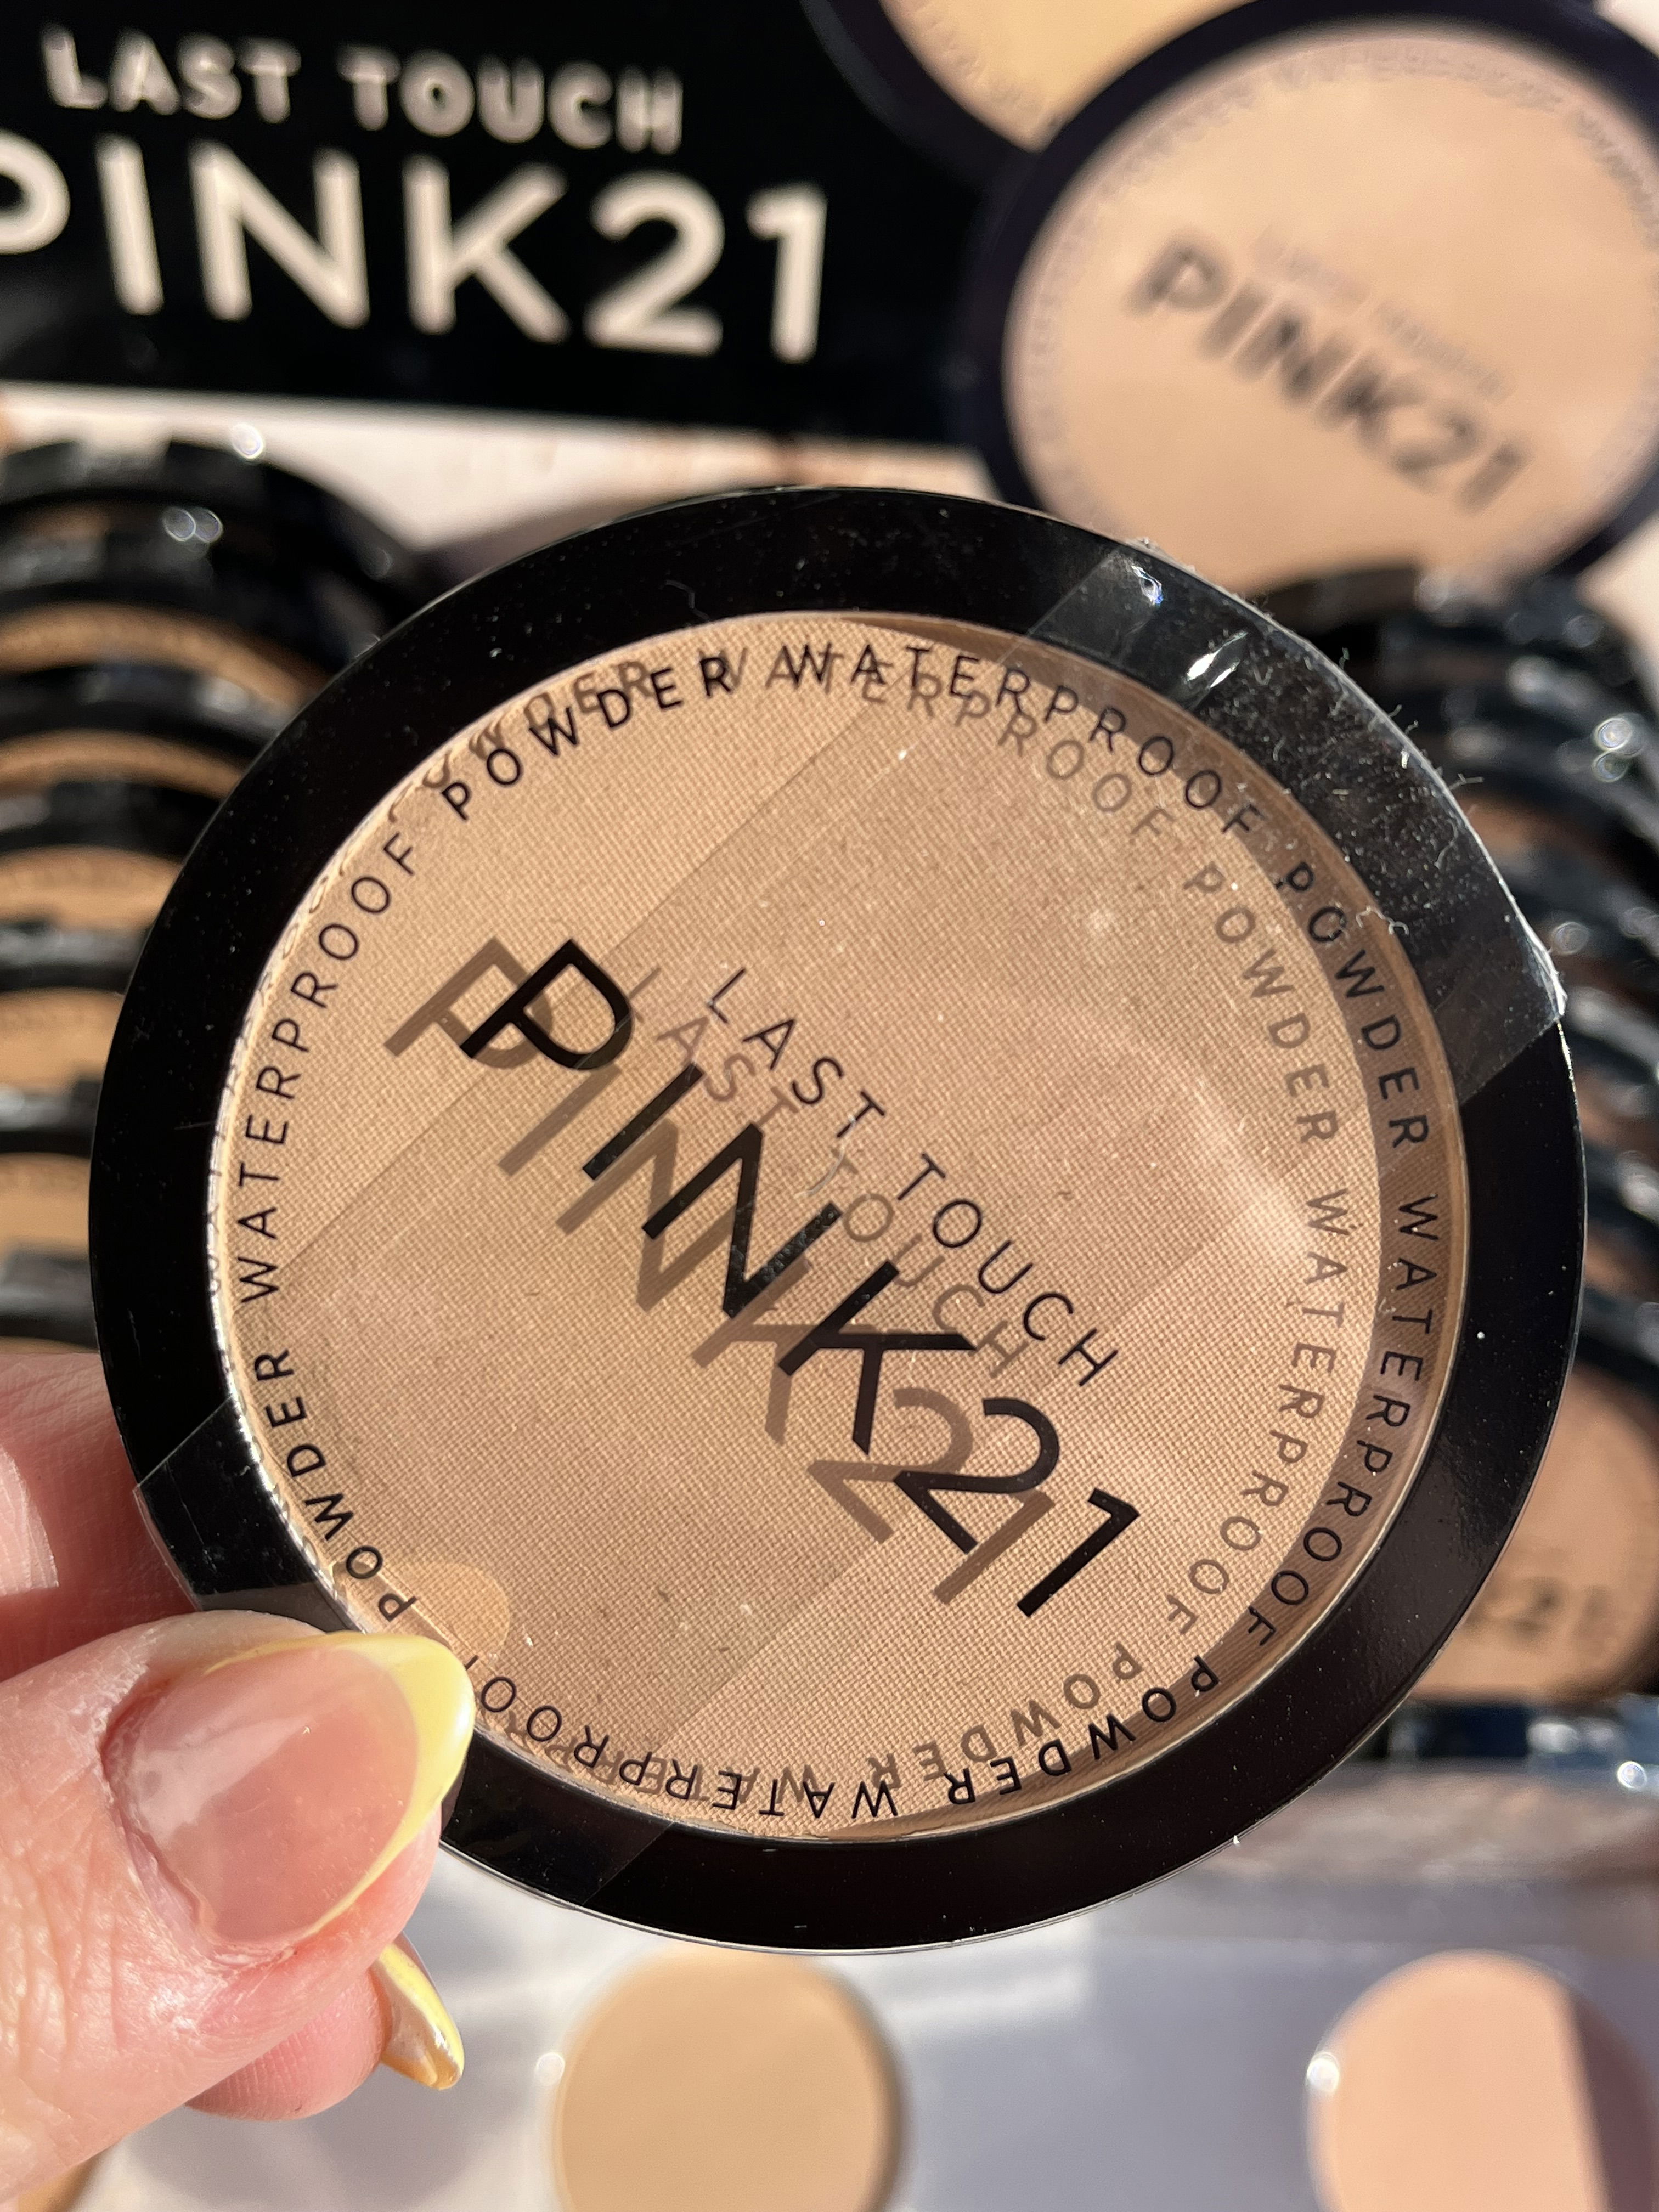 LAST TOUCH
PINK21
PINK21
POWDER WATERPROOF POWDER WATERPROOF POWDER WATERPROOF POWDER WATERPROOF
LAST TOUCH
PINK21